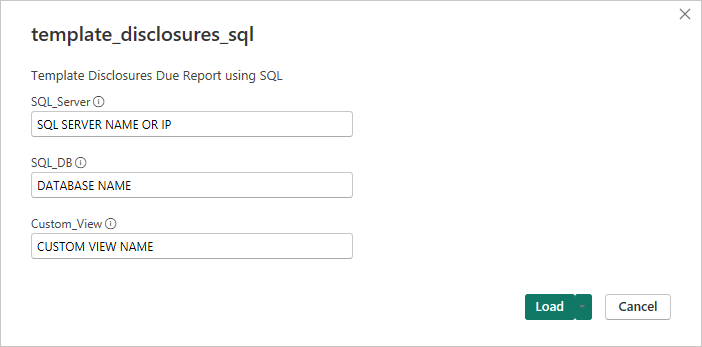 template_disclosures_sql
Template Disclosures Due Report using SQL
SQL_Server
SQL SERVER NAME OR IP
SQL_DB
DATABASE NAME
Custom_View
CUSTOM VIEW NAME
Load Cancel